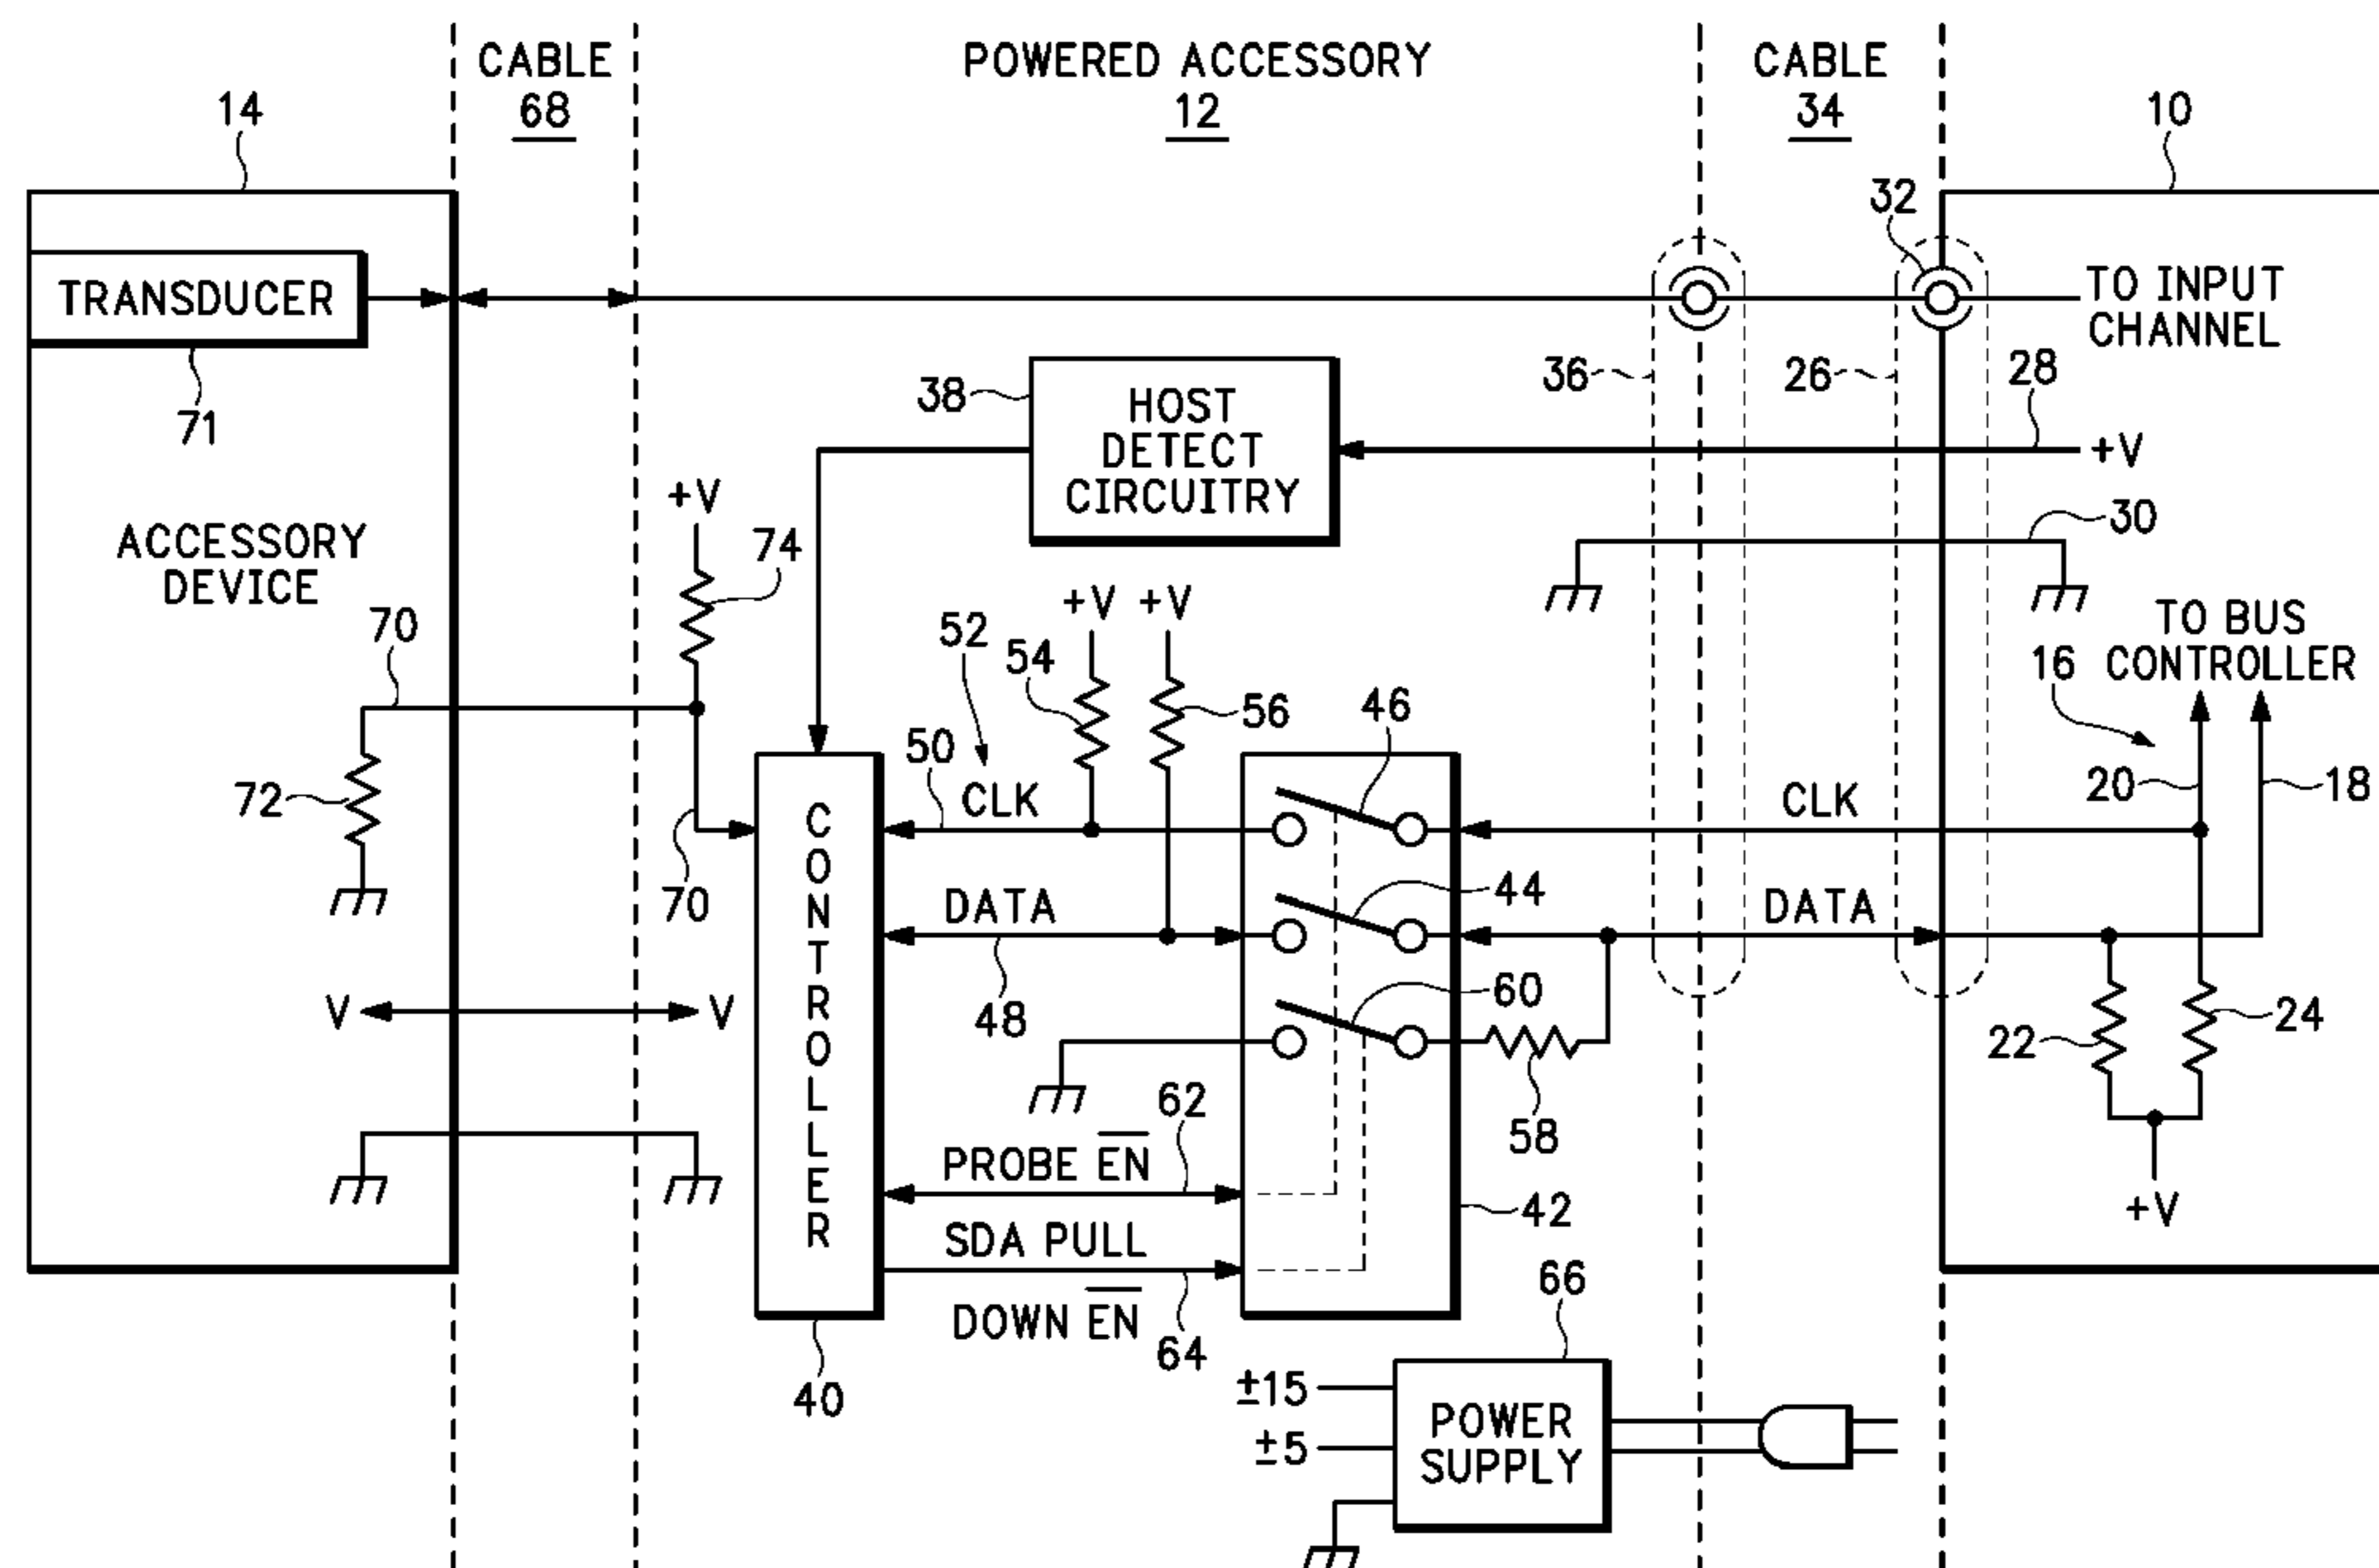 CABLE
68
POWERED ACCESSORY
12
CABLE
34
14
10
32
TRANSDUCER
71
TO INPUT
CHANNEL
38
HOST
DETECT
CIRCUITRY
36
26
28
+V
30
ACCESSORY
DEVICE
+V
74
70
72
70
52
54
+V
+V
56
46
50
CLK
CLK
TO BUS
CONTROLLER
16
20
18
CONTROLLER
DATA
48
44
DATA
60
58
22
24
+V
V
V
62
PROBE EN
SDA PULL
DOWN EN
64
42
40
66
±15
±5
POWER
SUPPLY